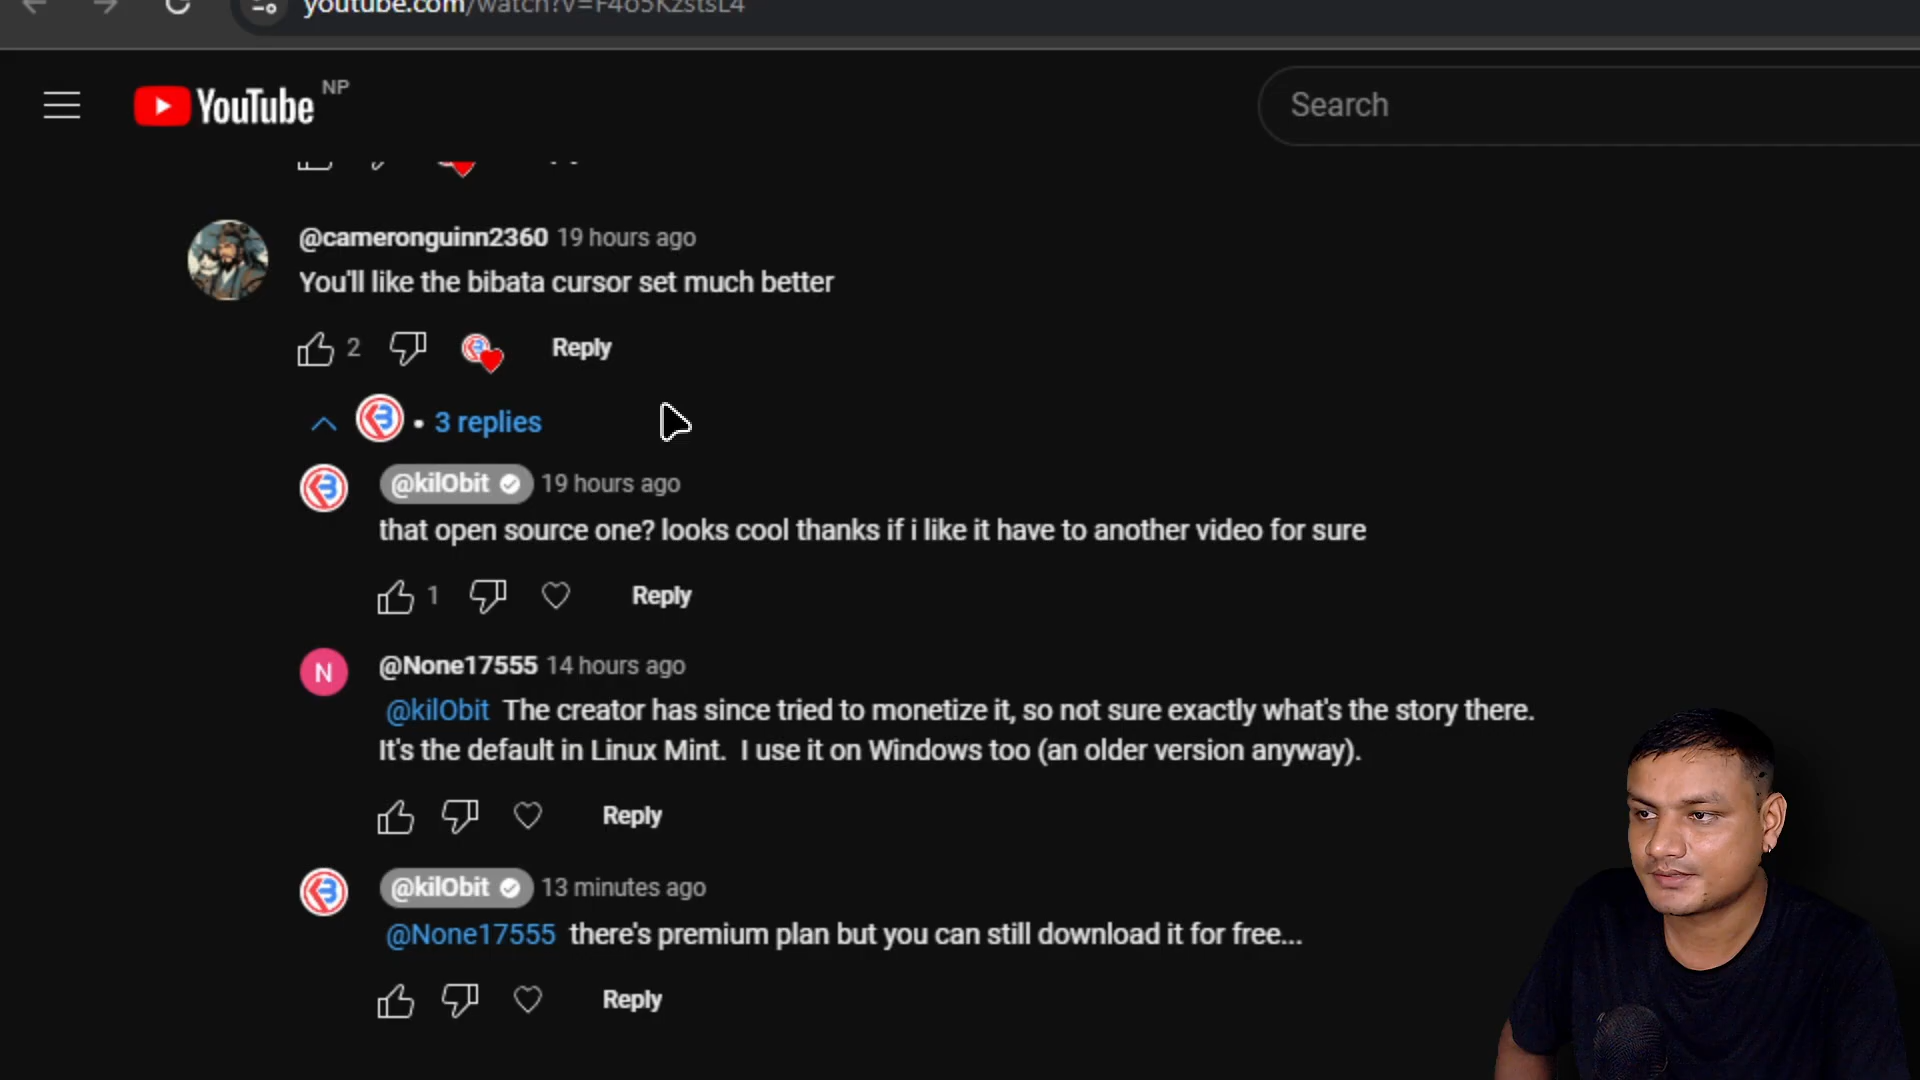 youtube.com/watch?v=F4o5KzstsL4
YouTube NP
Search
@cameronguinn2360 19 hours ago
You'll like the bibata cursor set much better
2 Reply
• 3 replies
@kilObit 19 hours ago
that open source one? looks cool thanks if i like it have to another video for sure
1 Reply
N @None17555 14 hours ago
@kilObit The creator has since tried to monetize it, so not sure exactly what's the story there.
It's the default in Linux Mint. I use it on Windows too (an older version anyway).
Reply
@kilObit 13 minutes ago
@None17555 there's premium plan but you can still download it for free...
Reply